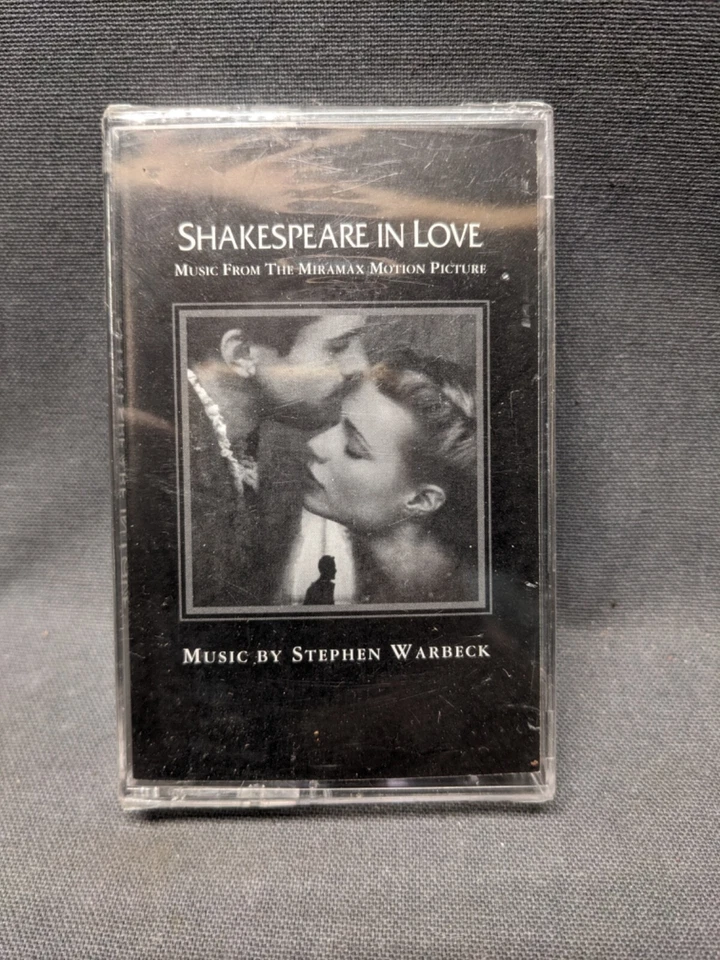 SHAKESPEARE IN LOVE
MUSIC FROM THE MIRAMAX MOTION PICTURE
MUSIC BY STEPHEN WARBECK